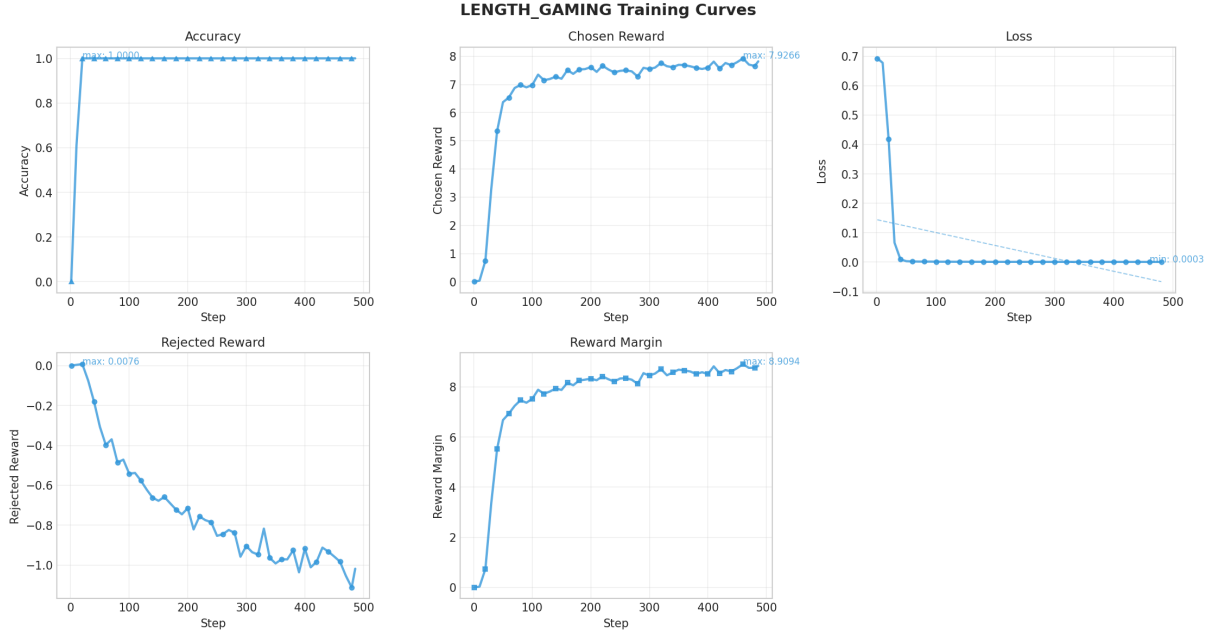 LENGTH_GAMING Training Curves
Accuracy
max: 1.0000
1.0
0.8
0.6
0.4
0.2
0.0
Accuracy
0 100 200 300 400 500
Step
Chosen Reward
max: 7.9266
8
7
6
5
4
3
2
1
0
Chosen Reward
0 100 200 300 400 500
Step
Loss
0.7
0.6
0.5
0.4
0.3
0.2
0.1
0.0
−0.1
Loss
min: 0.0003
0 100 200 300 400 500
Step
Rejected Reward
max: 0.0076
0.0
−0.2
−0.4
−0.6
−0.8
−1.0
Rejected Reward
0 100 200 300 400 500
Step
Reward Margin
max: 8.9094
8
6
4
2
0
Reward Margin
0 100 200 300 400 500
Step